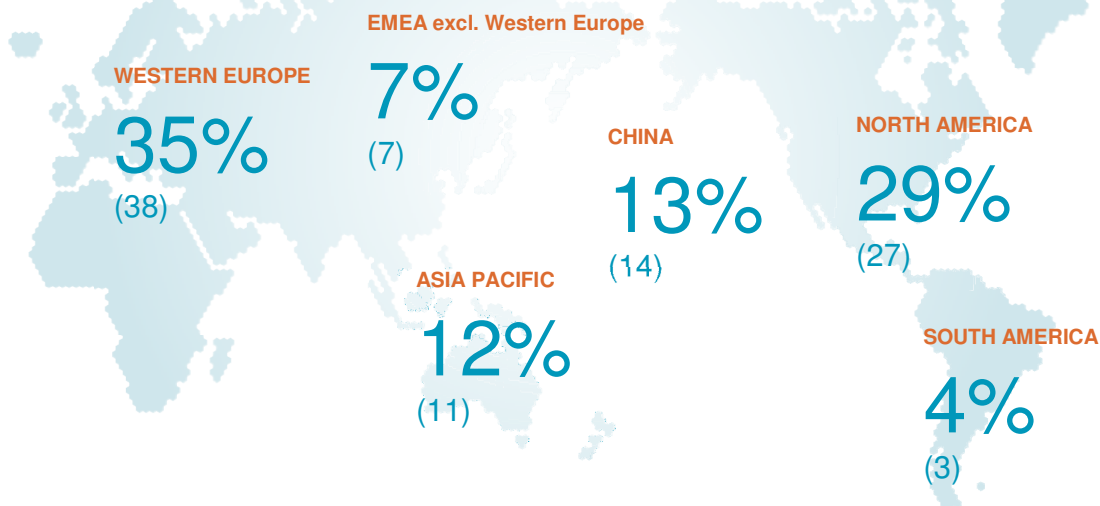 EMEA excl. Western Europe
7%
(7)
WESTERN EUROPE
35%
(38)
CHINA
13%
(14)
NORTH AMERICA
29%
(27)
ASIA PACIFIC
12%
(11)
SOUTH AMERICA
4%
(3)